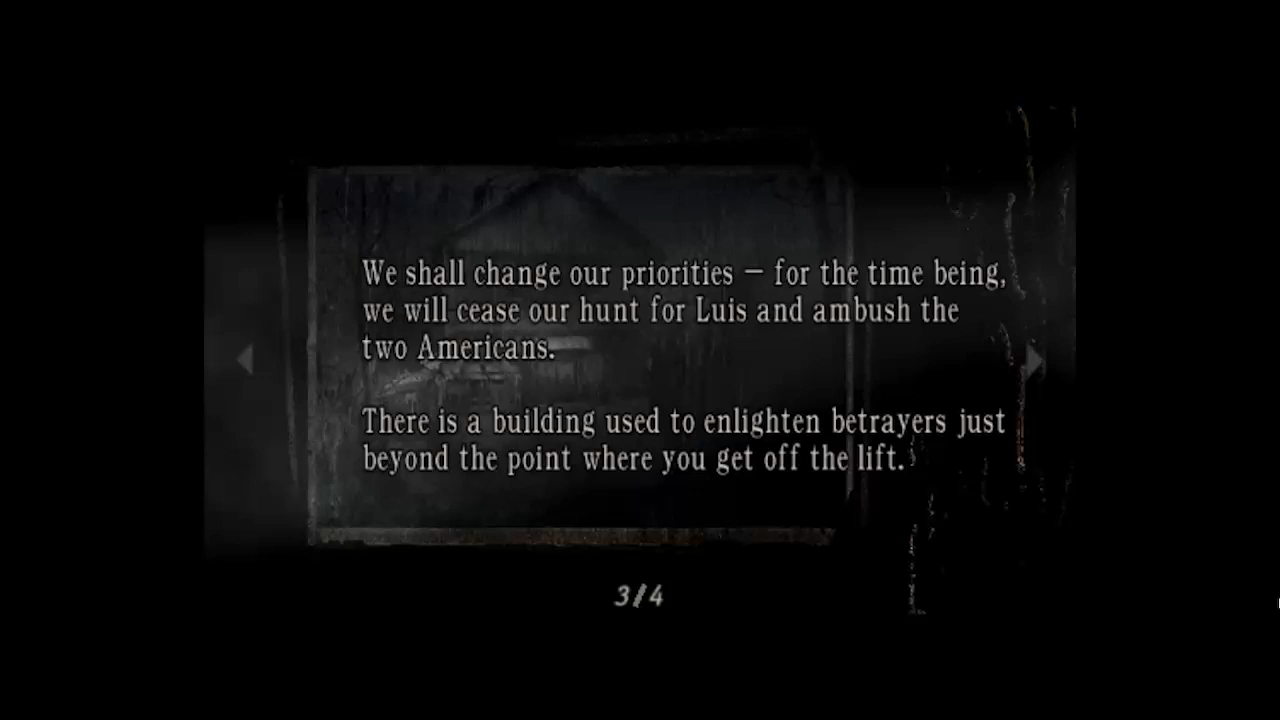 We shall change our priorities — for the time being,
we will cease our hunt for Luis and ambush the
two Americans.
There is a building used to enlighten betrayers just
beyond the point where you get off the lift.
3/4